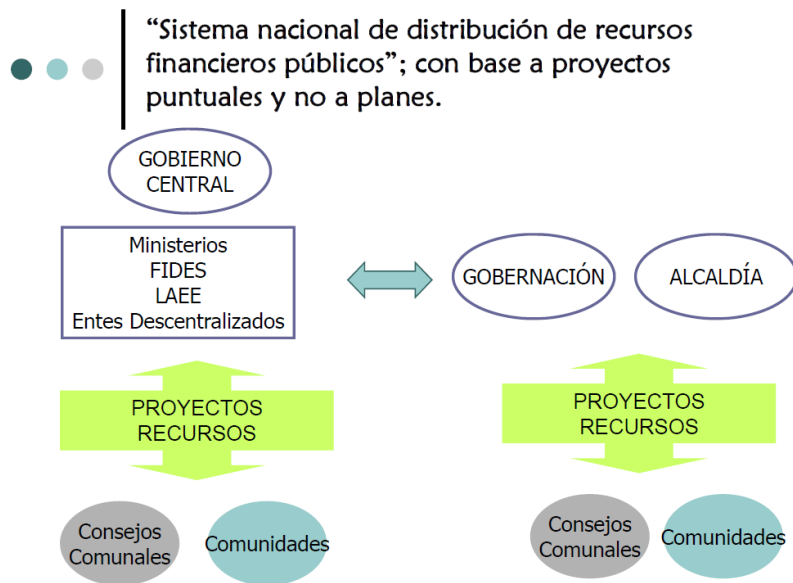 “Sistema nacional de distribución de recursos
financieros públicos”; con base a proyectos
puntuales y no a planes.
GOBIERNO
CENTRAL
Ministerios
FIDES
LAEE
Entes Descentralizados
GOBERNACIÓN
ALCALDÍA
PROYECTOS
RECURSOS
PROYECTOS
RECURSOS
Consejos
Comunales
Comunidades
Consejos
Comunales
Comunidades